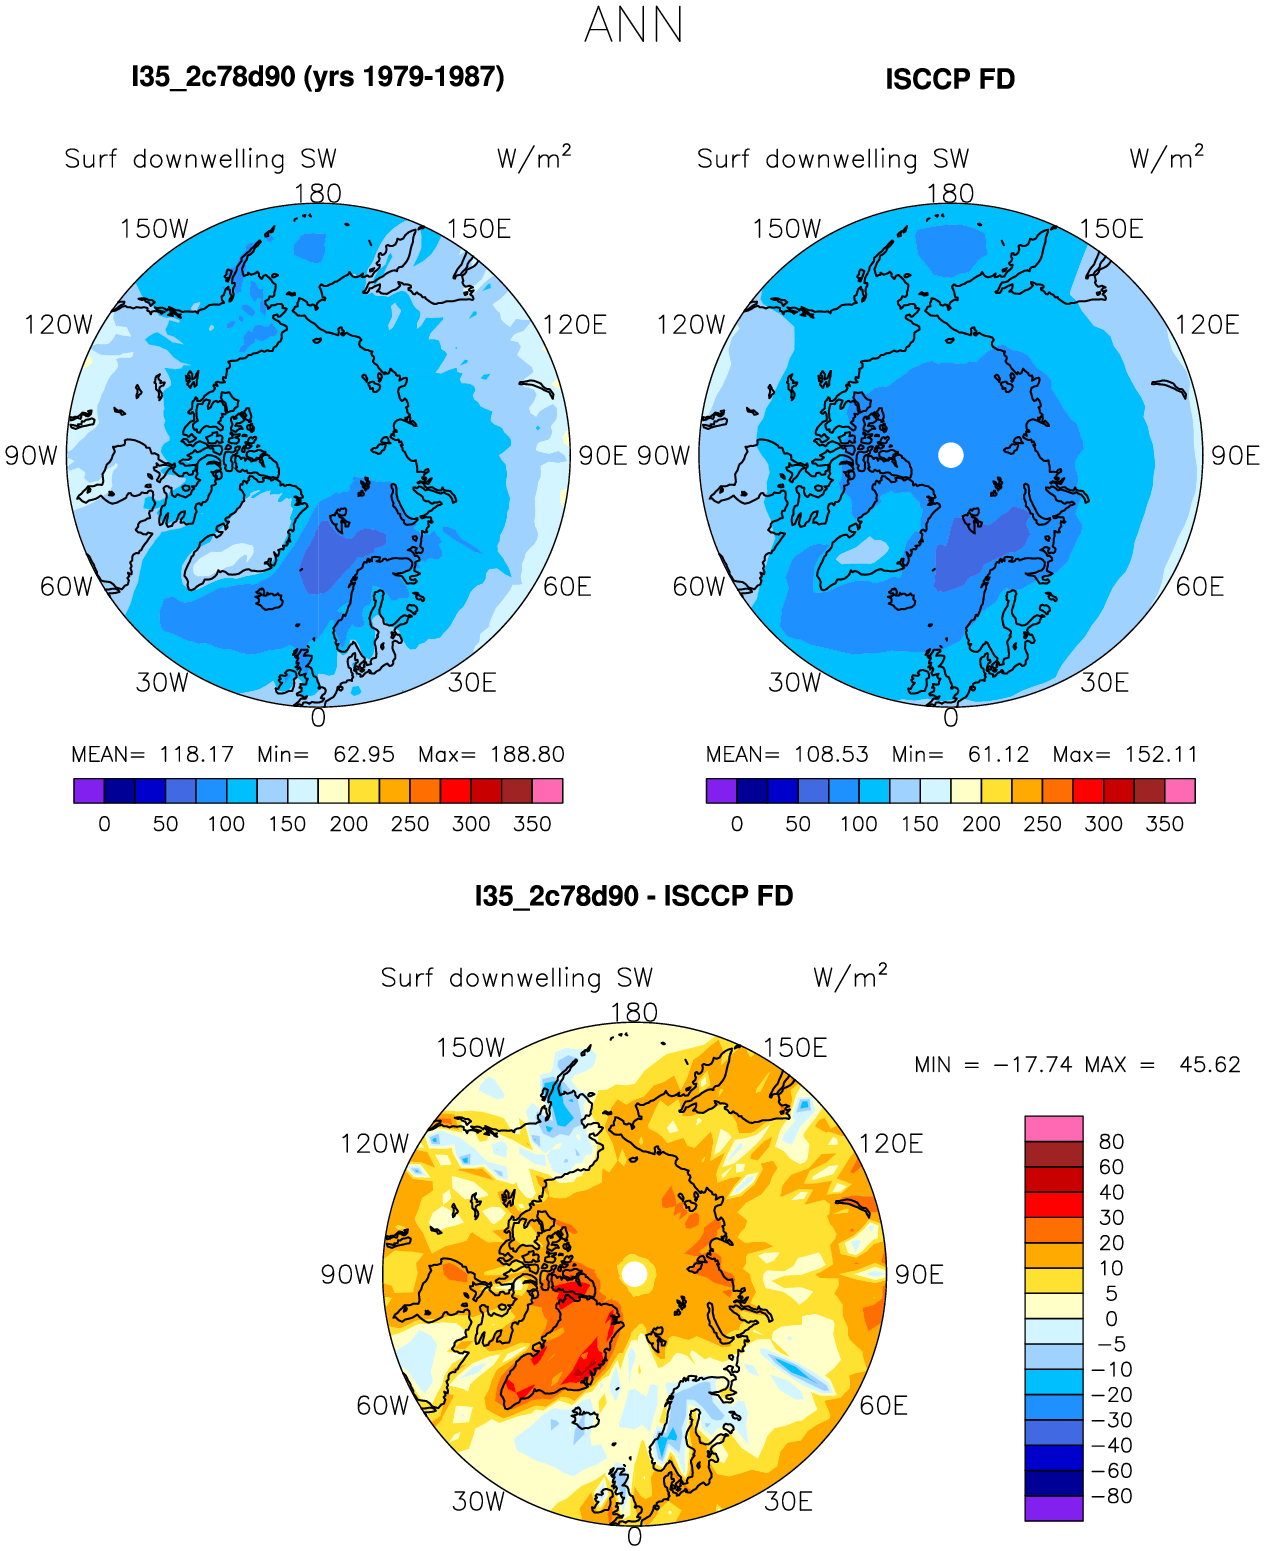 ANN
I35_2c78d90 (yrs 1979-1987)
Surf downwelling SW W/m²
180
150W 150E
120W 120E
90W 90E
60W 60E
30W 30E
0
MEAN= 118.17 Min= 62.95 Max= 188.80
0 50 100 150 200 250 300 350
ISCCP FD
Surf downwelling SW W/m²
180
150W 150E
120W 120E
90W 90E
60W 60E
30W 30E
0
MEAN= 108.53 Min= 61.12 Max= 152.11
0 50 100 150 200 250 300 350
I35_2c78d90 - ISCCP FD
Surf downwelling SW W/m²
180
150W 150E
120W 120E
90W 90E
60W 60E
30W 30E
0
MIN = −17.74 MAX = 45.62
80
60
40
30
20
10
5
0
−5
−10
−20
−30
−40
−60
−80